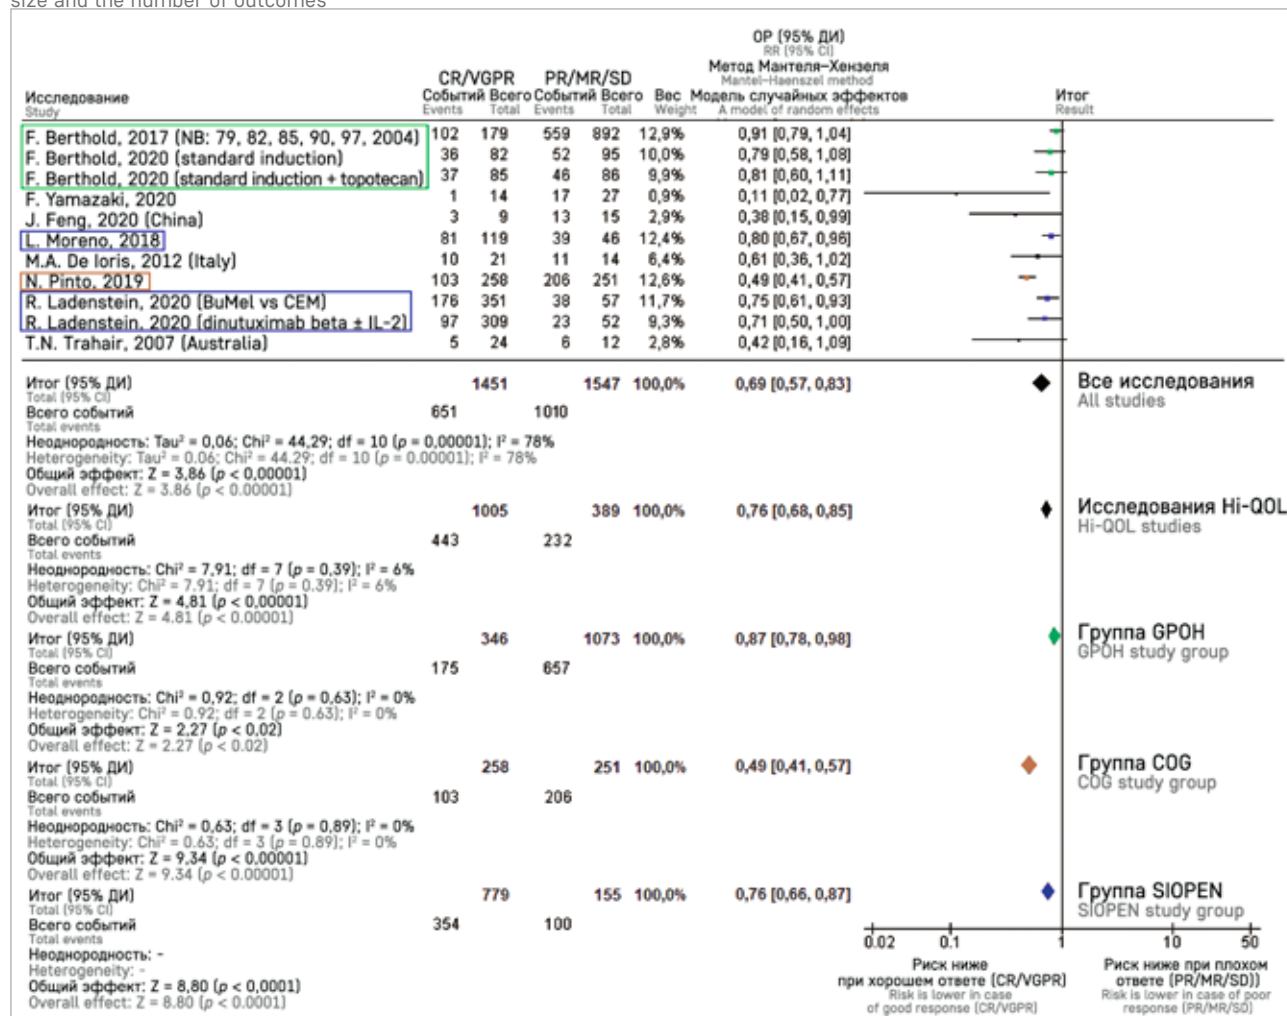 size and the number of outcomes
ОР (95% ДИ)
RR (95% CI)
CR/VGPR PR/MR/SD Метод Мантеля–Хензеля
Mantel–Haenszel method
Исследование Событий Всего Событий Всего Вес Модель случайных эффектов Итог
Study Events Total Events Total Weight A model of random effects Result
F. Berthold, 2017 (NB: 79, 82, 85, 90, 97, 2004) 102 179 559 892 12,9% 0,91 [0,79, 1,04]
F. Berthold, 2020 (standard induction) 36 82 52 95 10,0% 0,79 [0,58, 1,08]
F. Berthold, 2020 (standard induction + topotecan) 37 85 46 86 9,9% 0,81 [0,60, 1,11]
F. Yamazaki, 2020 1 14 17 27 0,9% 0,11 [0,02, 0,77]
J. Feng, 2020 (China) 3 9 13 15 2,9% 0,38 [0,15, 0,99]
L. Moreno, 2018 81 119 39 46 12,4% 0,80 [0,67, 0,96]
M.A. De Ioris, 2012 (Italy) 10 21 11 14 6,4% 0,61 [0,36, 1,02]
N. Pinto, 2019 103 258 206 251 12,6% 0,49 [0,41, 0,57]
R. Ladenstein, 2020 (BuMel vs CEM) 176 351 38 57 11,7% 0,75 [0,61, 0,93]
R. Ladenstein, 2020 (dinutuximab beta ± IL-2) 97 309 23 52 9,3% 0,71 [0,50, 1,00]
T.N. Trahair, 2007 (Australia) 5 24 6 12 2,8% 0,42 [0,16, 1,09]
Итог (95% ДИ) 1451 1547 100,0% 0,69 [0,57, 0,83] Все исследования
Total (95% CI) All studies
Всего событий 651 1010
Total events
Неоднородность: Tau² = 0,06; Chi² = 44,29; df = 10 (p = 0,00001); I² = 78%
Heterogeneity: Tau² = 0.06; Chi² = 44.29; df = 10 (p = 0.00001); I² = 78%
Общий эффект: Z = 3,86 (p < 0,00001)
Overall effect: Z = 3.86 (p < 0.00001)
Итог (95% ДИ) 1005 389 100,0% 0,76 [0,68, 0,85] Исследования Hi-QOL
Total (95% CI) Hi-QOL studies
Всего событий 443 232
Total events
Неоднородность: Chi² = 7,91; df = 7 (p = 0,39); I² = 6%
Heterogeneity: Chi² = 7.91; df = 7 (p = 0.39); I² = 6%
Общий эффект: Z = 4,81 (p < 0,00001)
Overall effect: Z = 4.81 (p < 0.00001)
Итог (95% ДИ) 346 1073 100,0% 0,87 [0,78, 0,98] Группа GPOH
Total (95% CI) GPOH study group
Всего событий 175 657
Total events
Неоднородность: Chi² = 0,92; df = 2 (p = 0,63); I² = 0%
Heterogeneity: Chi² = 0.92; df = 2 (p = 0.63); I² = 0%
Общий эффект: Z = 2,27 (p < 0,02)
Overall effect: Z = 2.27 (p < 0.02)
Итог (95% ДИ) 258 251 100,0% 0,49 [0,41, 0,57] Группа COG
Total (95% CI) COG study group
Всего событий 103 206
Total events
Неоднородность: Chi² = 0,63; df = 3 (p = 0,89); I² = 0%
Heterogeneity: Chi² = 0.63; df = 3 (p = 0.89); I² = 0%
Общий эффект: Z = 9,34 (p < 0,00001)
Overall effect: Z = 9.34 (p < 0.00001)
Итог (95% ДИ) 779 155 100,0% 0,76 [0,66, 0,87] Группа SIOPEN
Total (95% CI) SIOPEN study group
Всего событий 354 100
Total events
Неоднородность: -
Heterogeneity: -
Общий эффект: Z = 8,80 (p < 0,0001)
Overall effect: Z = 8.80 (p < 0.0001)
0.02 0.1 1 10 50
Риск ниже Риск ниже при плохом
при хорошем ответе (CR/VGPR) ответе (PR/MR/SD))
Risk is lower in case Risk is lower in case of poor
of good response (CR/VGPR) response (PR/MR/SD)